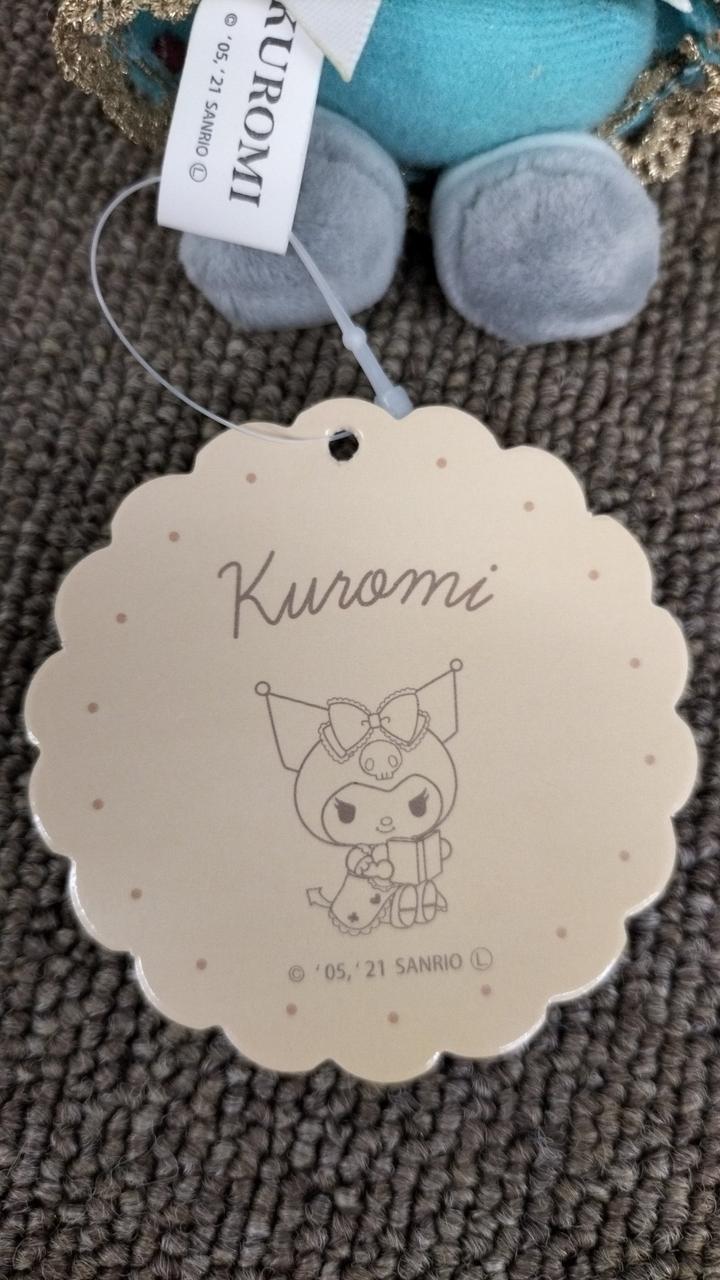 KUROMI
© '05,'21 SANRIO Ⓛ
Kuromi
© '05,'21 SANRIO Ⓛ